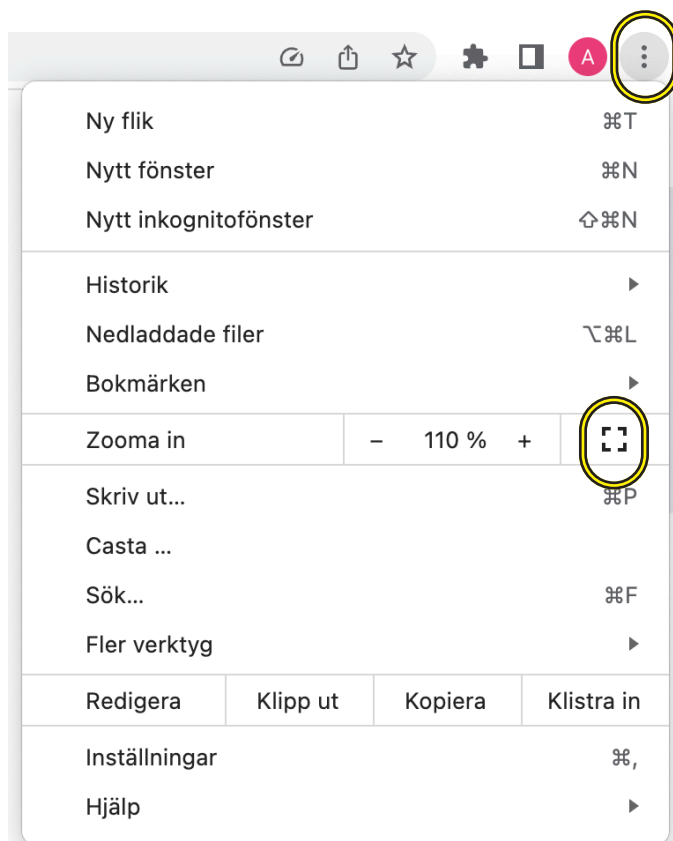 A
Ny flik ⌘T
Nytt fönster ⌘N
Nytt inkognitofönster ⇧⌘N
Historik
Nedladdade filer ⌥⌘L
Bokmärken
Zooma in − 110 % +
Skriv ut... ⌘P
Casta ...
Sök... ⌘F
Fler verktyg
Redigera Klipp ut Kopiera Klistra in
Inställningar ⌘,
Hjälp